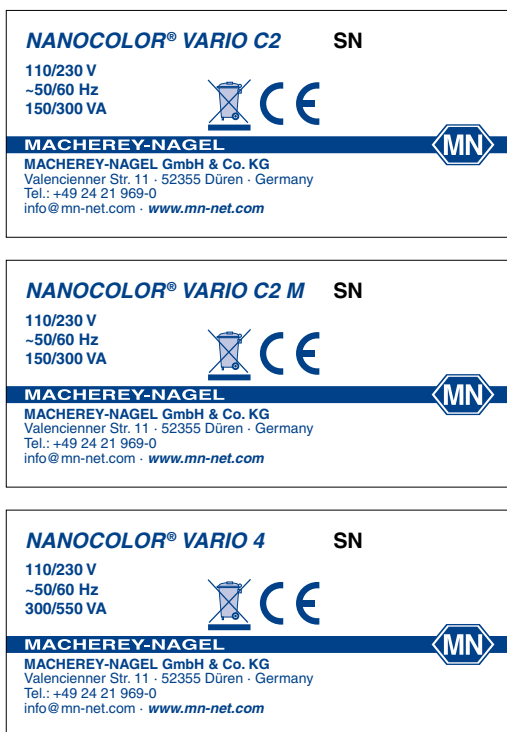 NANOCOLOR® VARIO C2 SN
110/230 V
~50/60 Hz
150/300 VA
CE
MACHEREY-NAGEL
MN
MACHEREY-NAGEL GmbH & Co. KG
Valencienner Str. 11 · 52355 Düren · Germany
Tel.: +49 24 21 969-0
info@mn-net.com · www.mn-net.com
NANOCOLOR® VARIO C2 M SN
110/230 V
~50/60 Hz
150/300 VA
CE
MACHEREY-NAGEL
MN
MACHEREY-NAGEL GmbH & Co. KG
Valencienner Str. 11 · 52355 Düren · Germany
Tel.: +49 24 21 969-0
info@mn-net.com · www.mn-net.com
NANOCOLOR® VARIO 4 SN
110/230 V
~50/60 Hz
300/550 VA
CE
MACHEREY-NAGEL
MN
MACHEREY-NAGEL GmbH & Co. KG
Valencienner Str. 11 · 52355 Düren · Germany
Tel.: +49 24 21 969-0
info@mn-net.com · www.mn-net.com